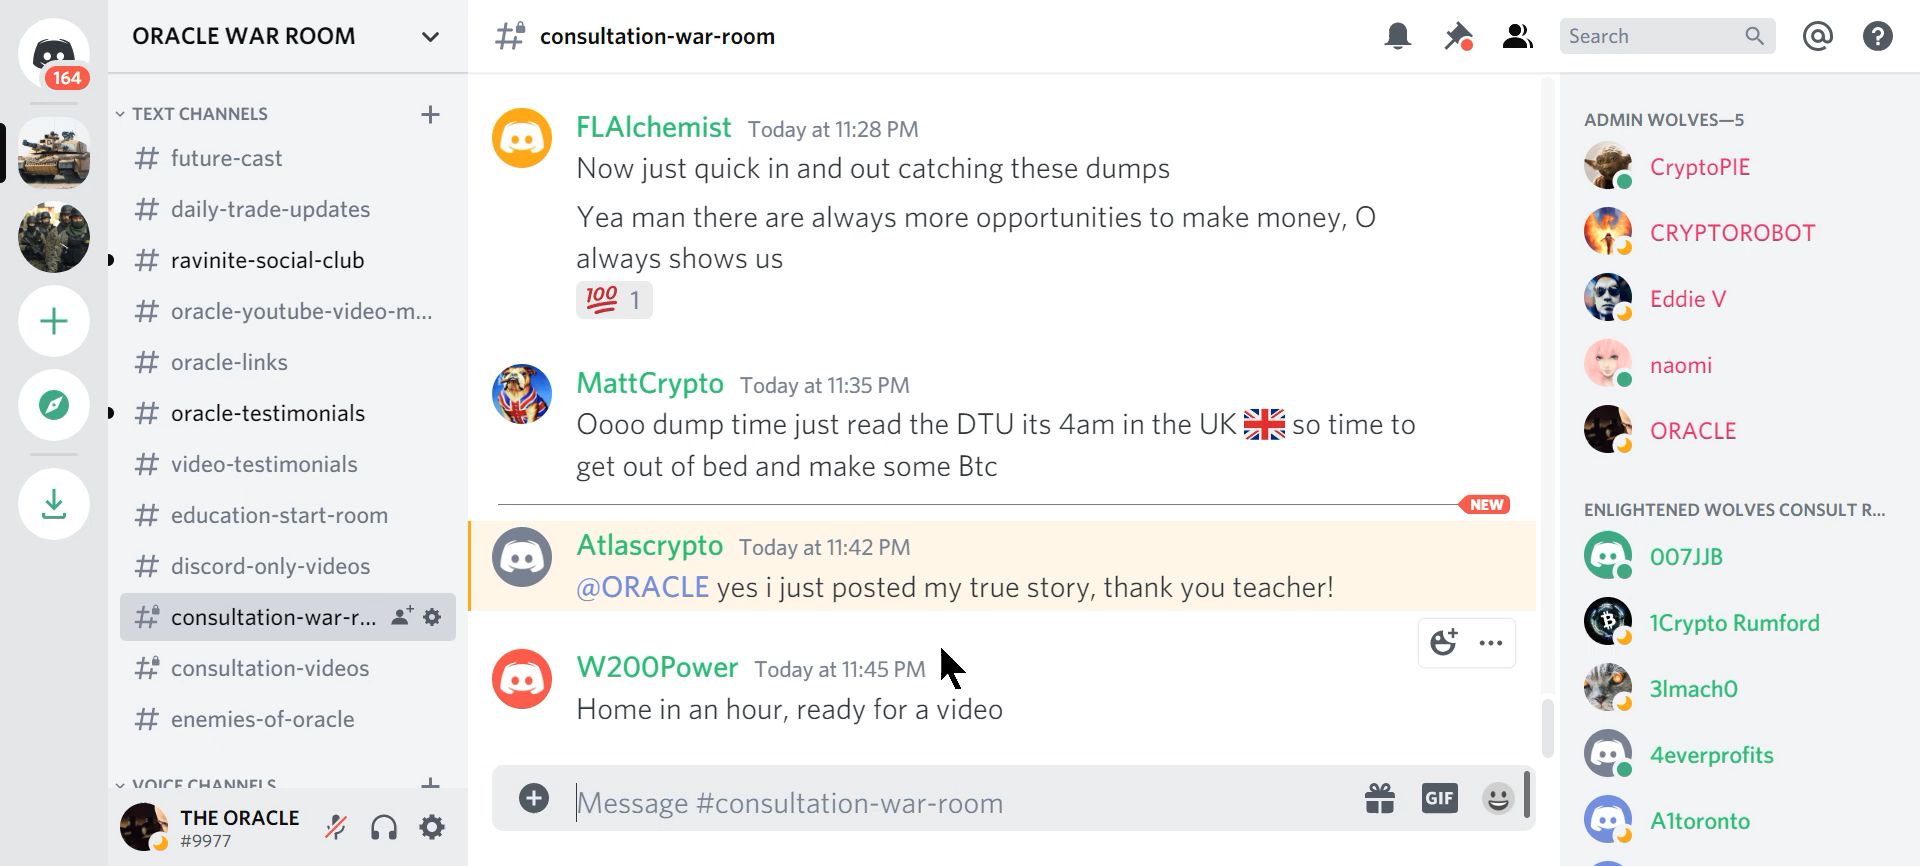 164
ORACLE WAR ROOM
TEXT CHANNELS
future-cast
daily-trade-updates
ravinite-social-club
oracle-youtube-video-m...
oracle-links
oracle-testimonials
video-testimonials
education-start-room
discord-only-videos
consultation-war-r...
consultation-videos
enemies-of-oracle
VOICE CHANNELS
THE ORACLE
#9977
consultation-war-room
Search
FLAlchemist Today at 11:28 PM
Now just quick in and out catching these dumps
Yea man there are always more opportunities to make money, O
always shows us
100 1
MattCrypto Today at 11:35 PM
Oooo dump time just read the DTU its 4am in the UK 🇬🇧 so time to
get out of bed and make some Btc
NEW
Atlascrypto Today at 11:42 PM
@ORACLE yes i just posted my true story, thank you teacher!
W200Power Today at 11:45 PM
Home in an hour, ready for a video
Message #consultation-war-room
GIF
ADMIN WOLVES—5
CryptoPIE
CRYPTOROBOT
Eddie V
naomi
ORACLE
ENLIGHTENED WOLVES CONSULT R...
007JJB
1Crypto Rumford
3lmach0
4everprofits
A1toronto